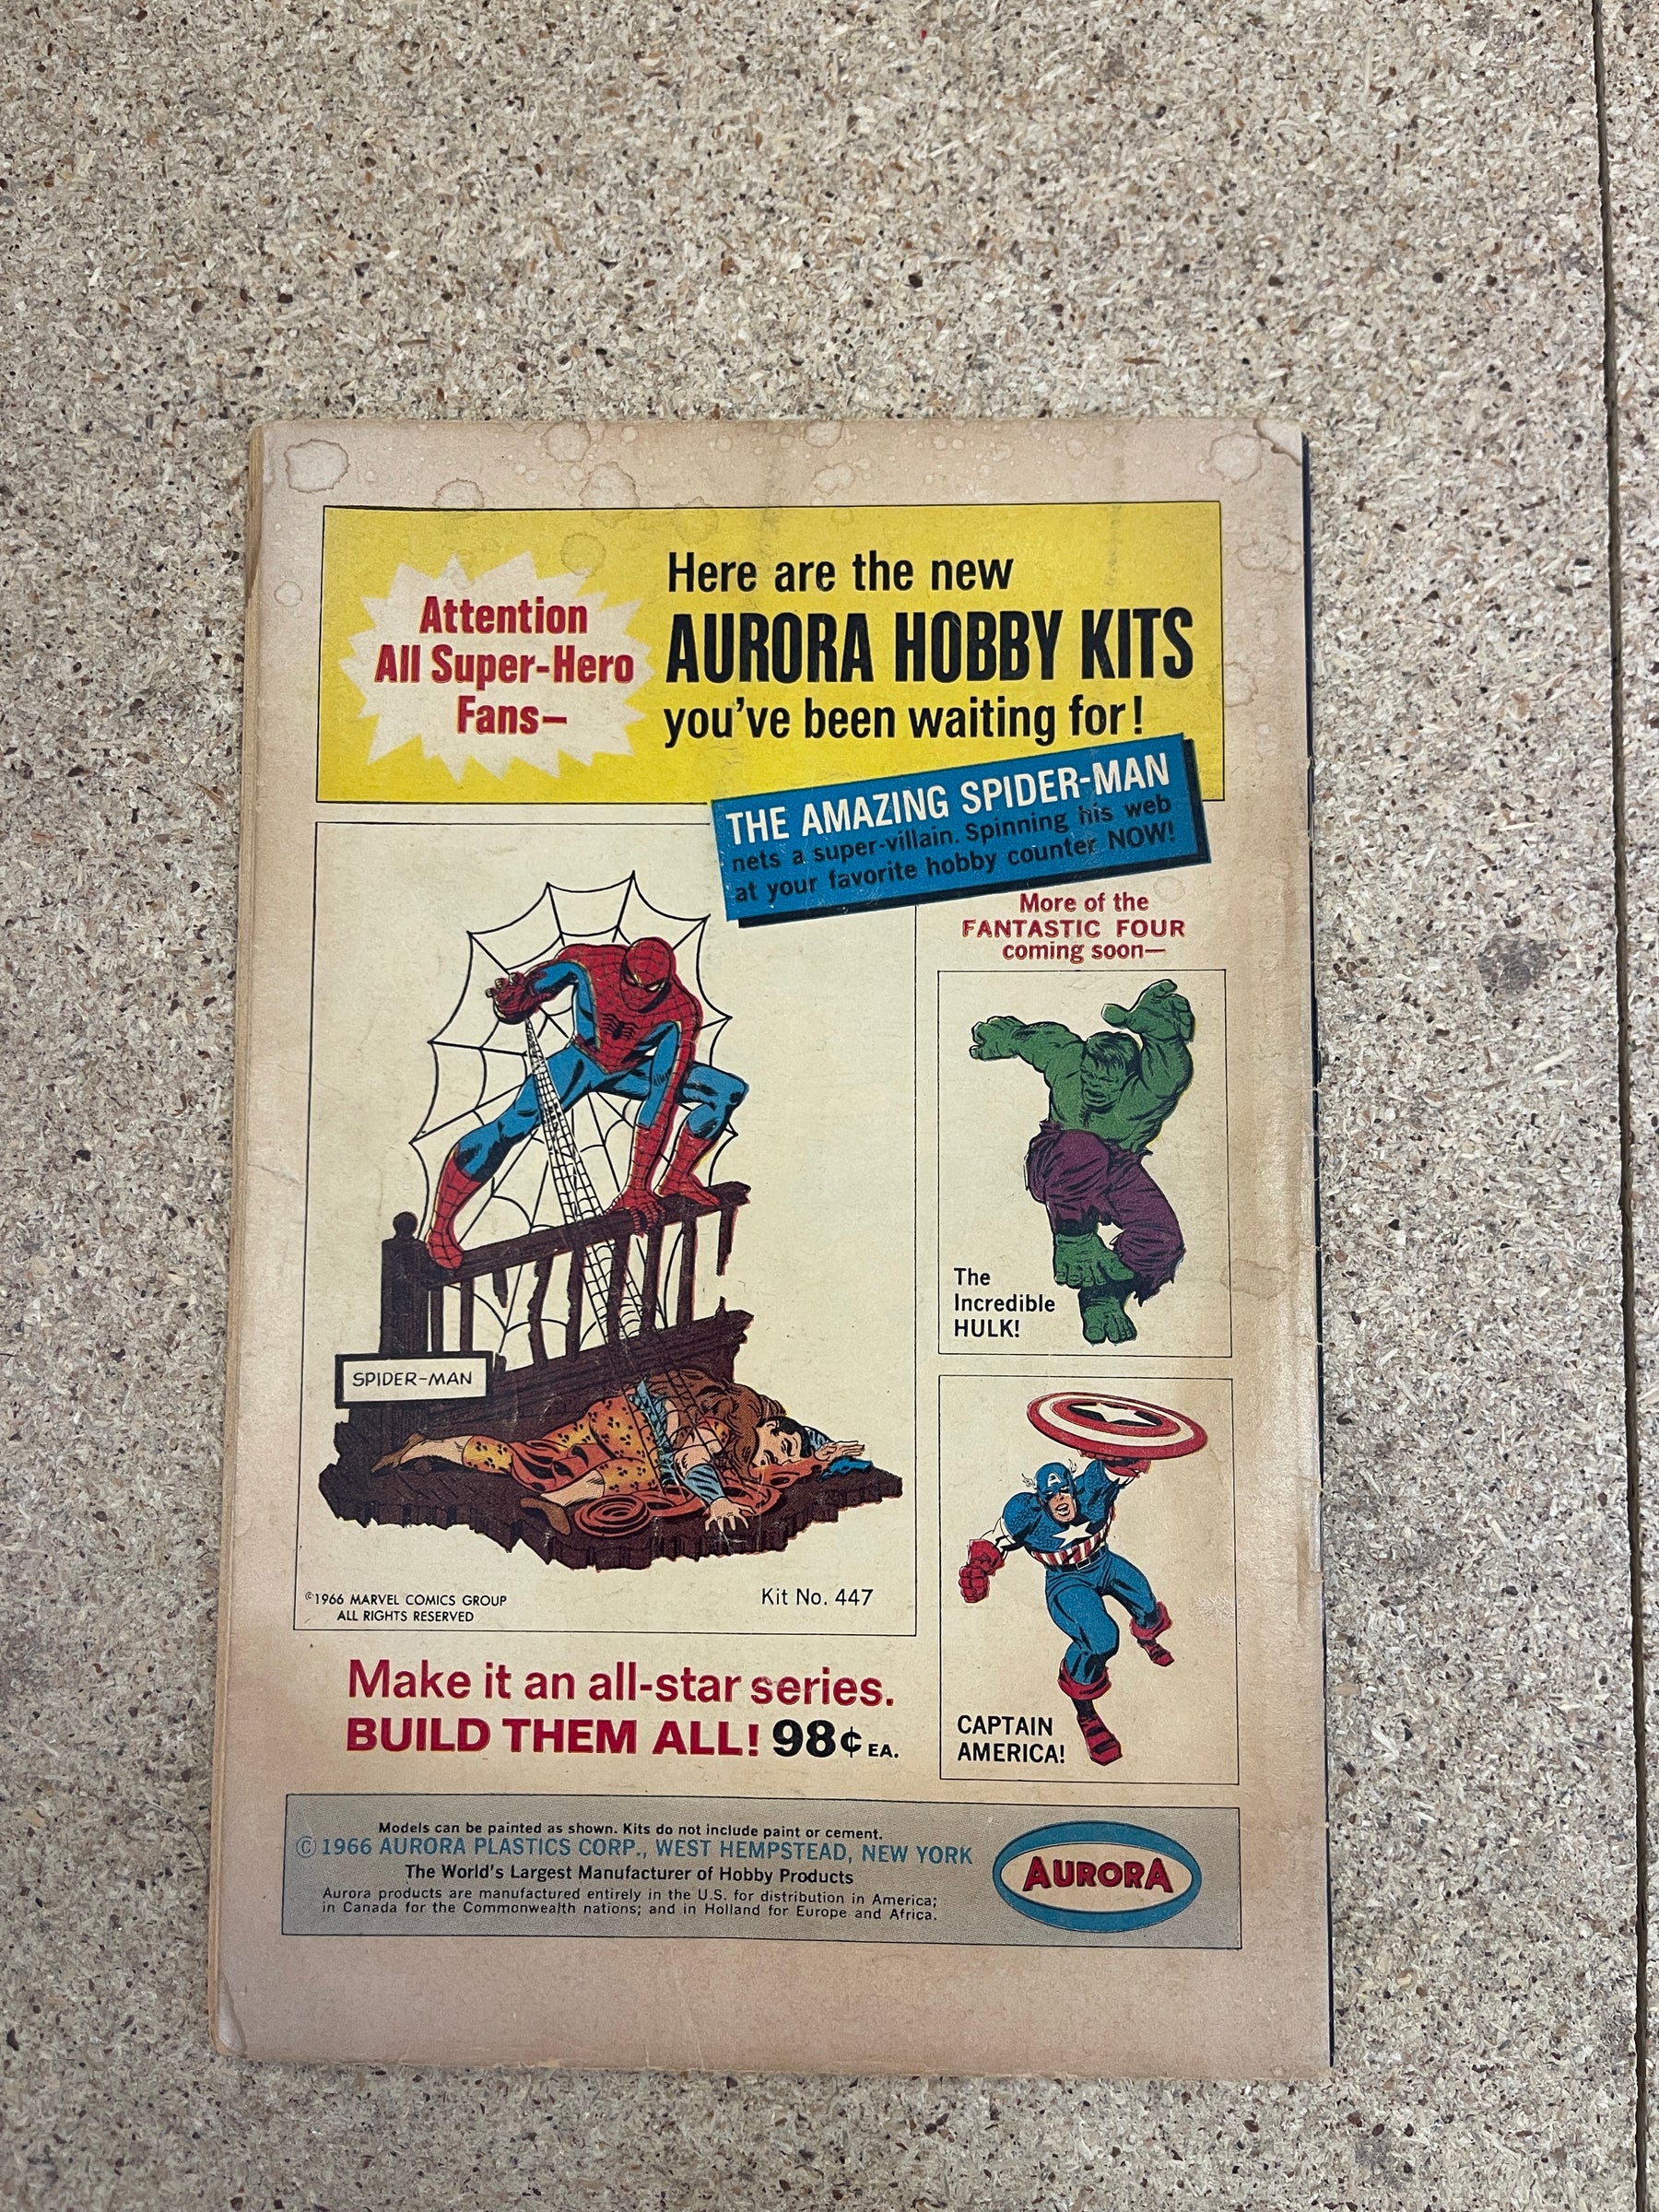 Attention
All Super-Hero
Fans—
Here are the new
AURORA HOBBY KITS
you've been waiting for!
THE AMAZING SPIDER-MAN
nets a super-villain. Spinning his web
at your favorite hobby counter NOW!
More of the
FANTASTIC FOUR
coming soon—
The
Incredible
HULK!
SPIDER-MAN
©1966 MARVEL COMICS GROUP
ALL RIGHTS RESERVED
Kit No. 447
A
CAPTAIN
AMERICA!
Make it an all-star series.
BUILD THEM ALL! 98¢ EA.
Models can be painted as shown. Kits do not include paint or cement.
© 1966 AURORA PLASTICS CORP., WEST HEMPSTEAD, NEW YORK
The World's Largest Manufacturer of Hobby Products
Aurora products are manufactured entirely in the U.S. for distribution in America;
in Canada for the Commonwealth nations; and in Holland for Europe and Africa.
AURORA